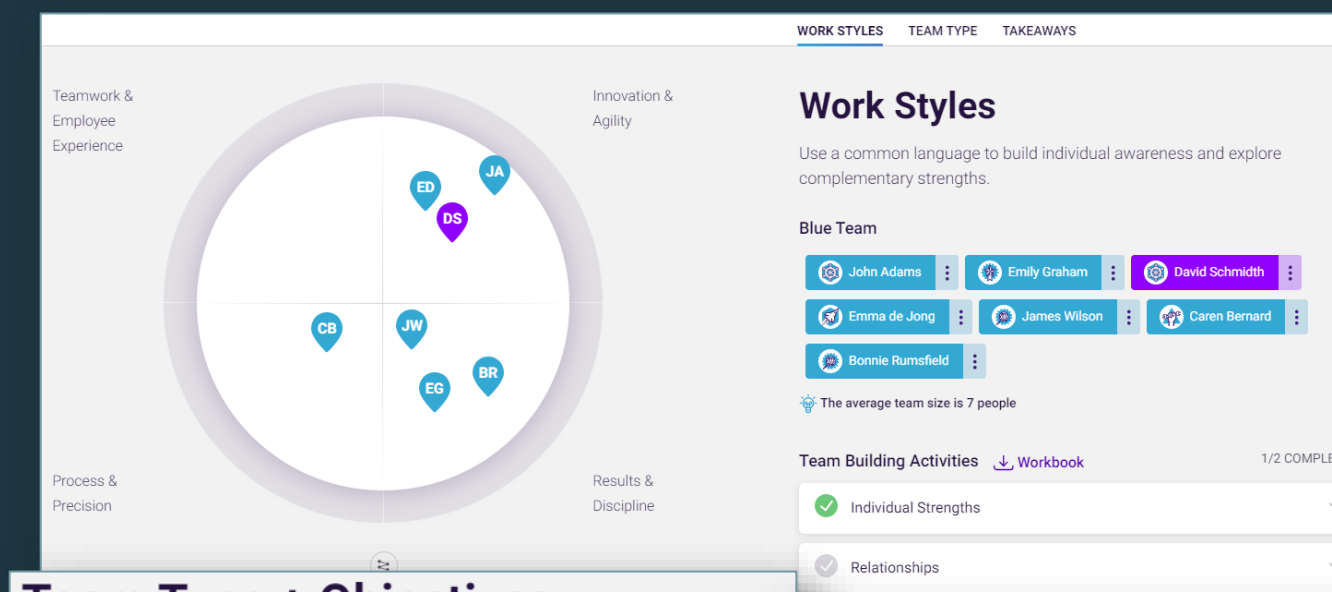 WORK STYLES TEAM TYPE TAKEAWAYS
Teamwork &
Employee
Experience
Innovation &
Agility
JA
ED
DS
CB
JW
BR
EG
Process &
Precision
Results &
Discipline
Work Styles
Use a common language to build individual awareness and explore
complementary strengths.
Blue Team
John Adams Emily Graham David Schmidth
Emma de Jong James Wilson Caren Bernard
Bonnie Rumsfield
The average team size is 7 people
Team Building Activities Workbook 1/2 COMPLE
Individual Strengths
Relationships